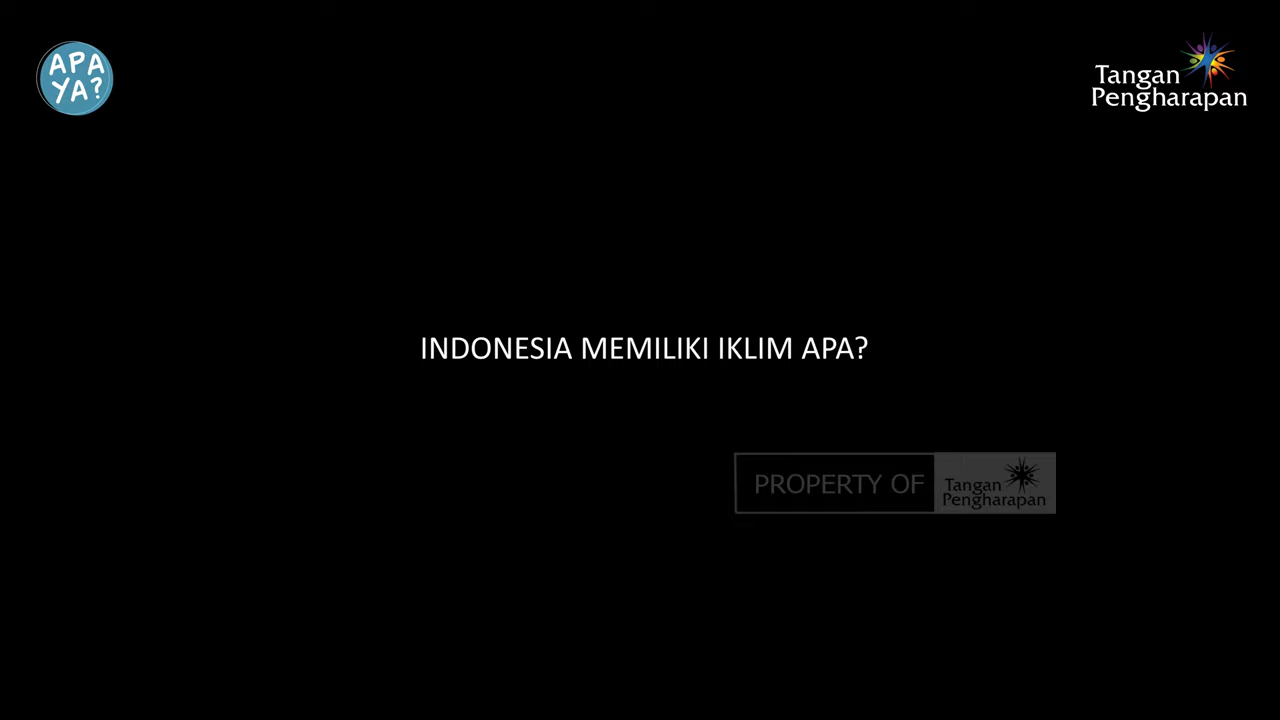 APA
YA?
Tangan
Pengharapan
INDONESIA MEMILIKI IKLIM APA?
PROPERTY OF
Tangan
Pengharapan